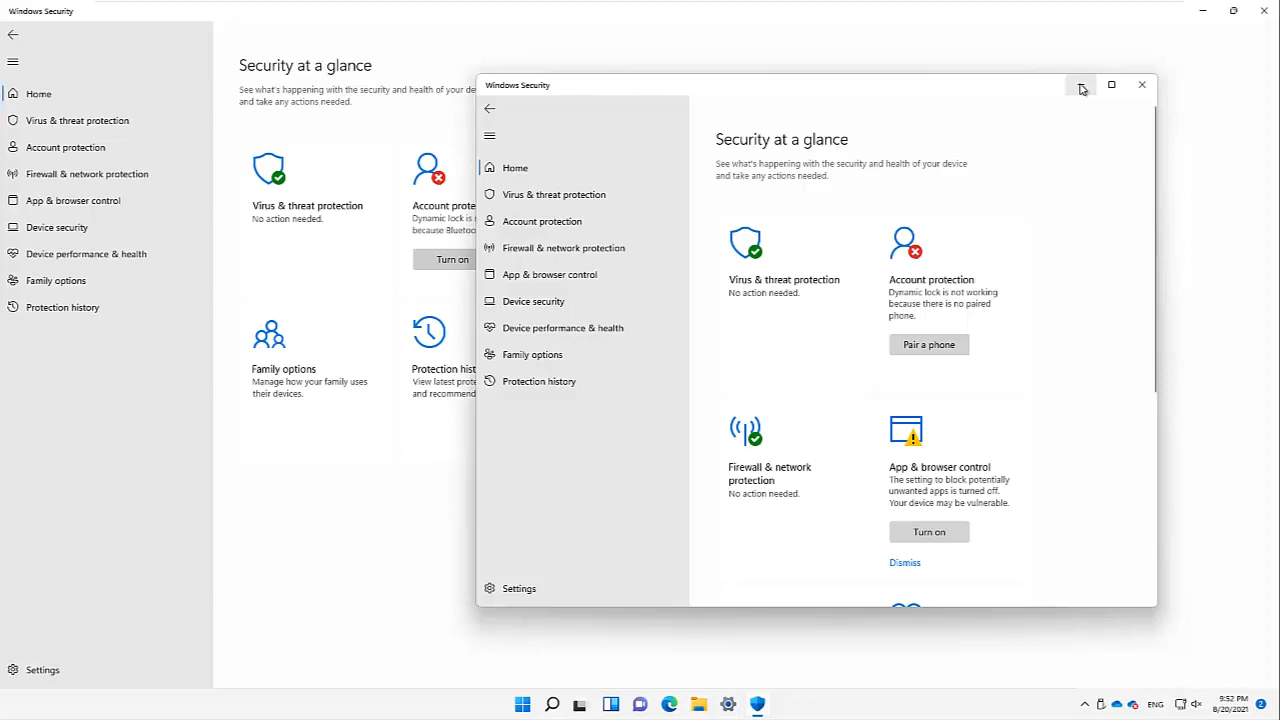 Windows Security
Home
Virus & threat protection
Account protection
Firewall & network protection
App & browser control
Device security
Device performance & health
Family options
Protection history
Settings
Security at a glance
See what's happening with the security and health of your de
and take any actions needed.
Virus & threat protection
No action needed.
Account prote
Dynamic lock is
because Bluetoo
Turn on
Family options
Manage how your family uses
their devices.
Protection hist
View latest prote
and recommend
Windows Security
Home
Virus & threat protection
Account protection
Firewall & network protection
App & browser control
Device security
Device performance & health
Family options
Protection history
Settings
Security at a glance
See what's happening with the security and health of your device
and take any actions needed.
Virus & threat protection
No action needed.
Account protection
Dynamic lock is not working
because there is no paired
phone.
Pair a phone
Firewall & network
protection
No action needed.
App & browser control
The setting to block potentially
unwanted apps is turned off.
Your device may be vulnerable.
Turn on
Dismiss
ENG
9:52 PM
8/20/2021
2